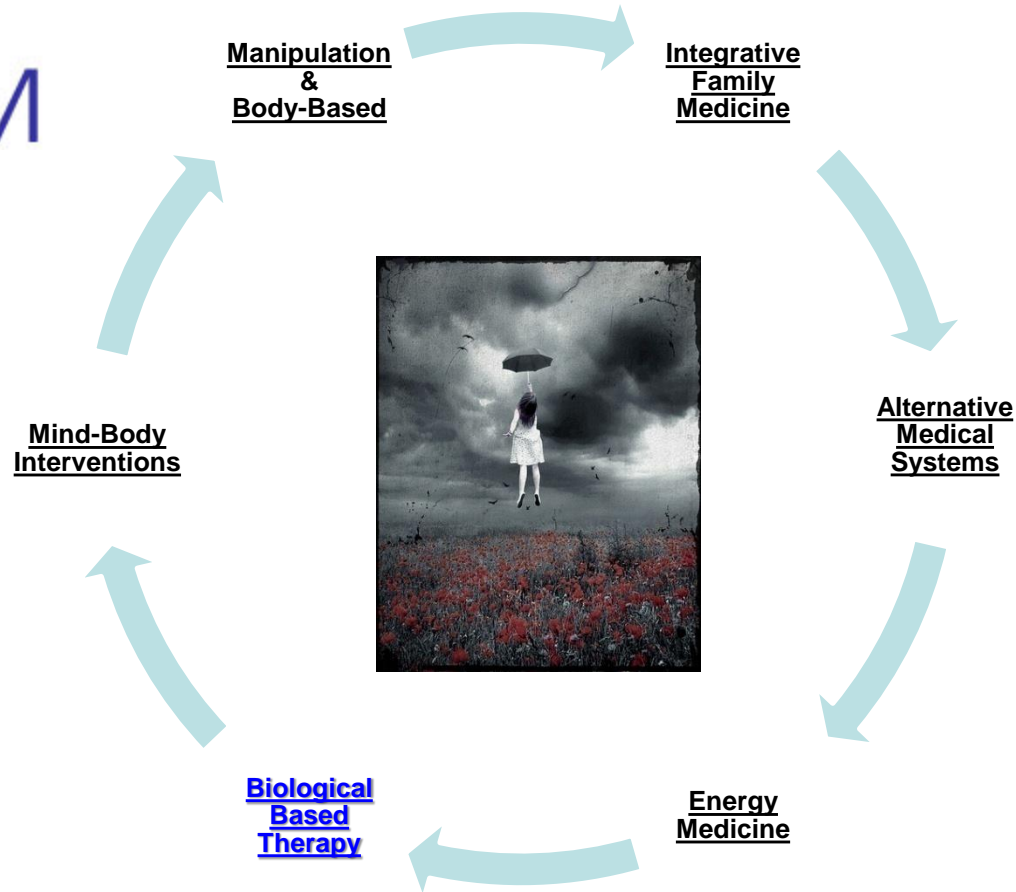 Manipulation
&
Body-Based
Integrative
Family
Medicine
Alternative
Medical
Systems
Energy
Medicine
Biological
Based
Therapy
Mind-Body
Interventions